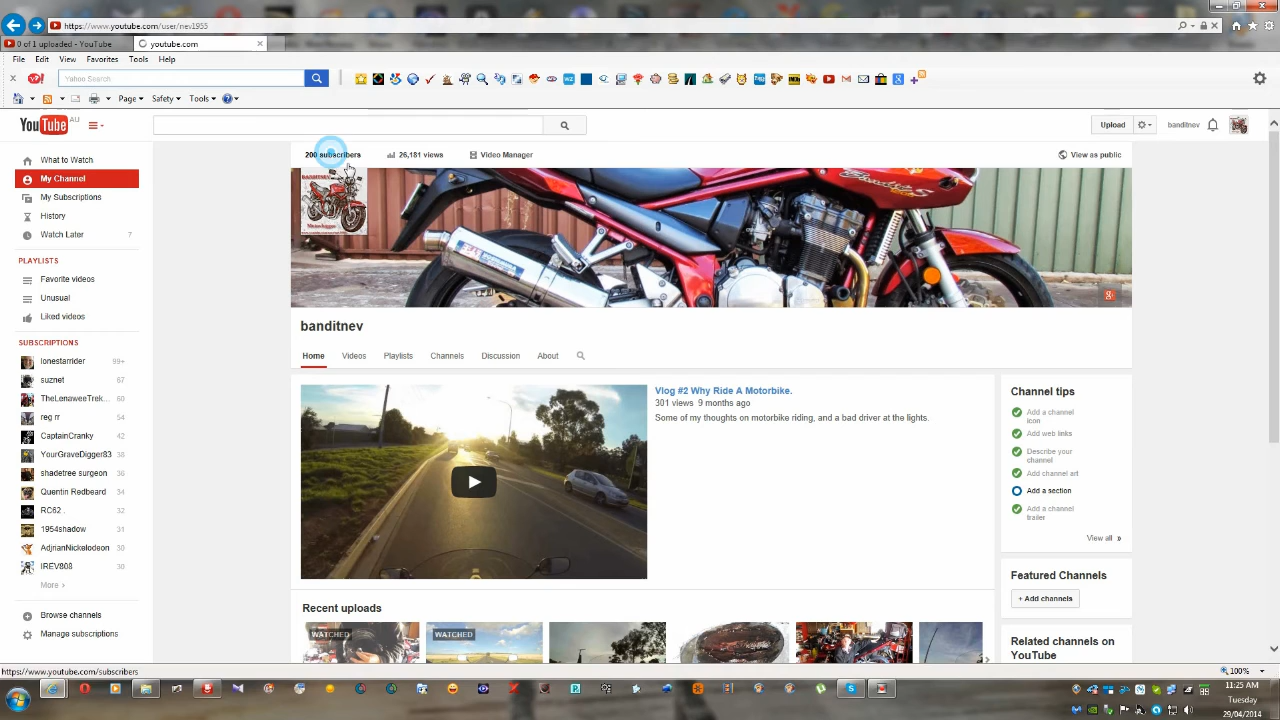 https://www.youtube.com/user/nev1955
0 of 1 uploaded - YouTube
youtube.com
File Edit View Favorites Tools Help
Yahoo Search
Page Safety Tools
YouTube AU
Upload
banditnev
What to Watch
My Channel
My Subscriptions
History
Watch Later 7
PLAYLISTS
Favorite videos
Unusual
Liked videos
SUBSCRIPTIONS
lonestarrider 99+
suznet 67
TheLenaweeTrek... 60
reg rr 54
CaptainCranky 42
YourGraveDigger83 38
shadetree surgeon 36
Quentin Redbeard 34
RC62 . 32
1954shadow 31
AdjrianNickelodeon 30
IREV808 30
More ›
Browse channels
Manage subscriptions
200 subscribers
26,181 views
Video Manager
View as public
BANDITNEV
Motovlogger
Bandit S
banditnev
Home Videos Playlists Channels Discussion About
Vlog #2 Why Ride A Motorbike.
301 views 9 months ago
Some of my thoughts on motorbike riding, and a bad driver at the lights.
Recent uploads
WATCHED
WATCHED
Channel tips
Add a channel
icon
Add web links
Describe your
channel
Add channel art
Add a section
Add a channel
trailer
View all »
Featured Channels
+ Add channels
Related channels on
YouTube
https://www.youtube.com/subscribers
100%
11:25 AM
Tuesday
29/04/2014